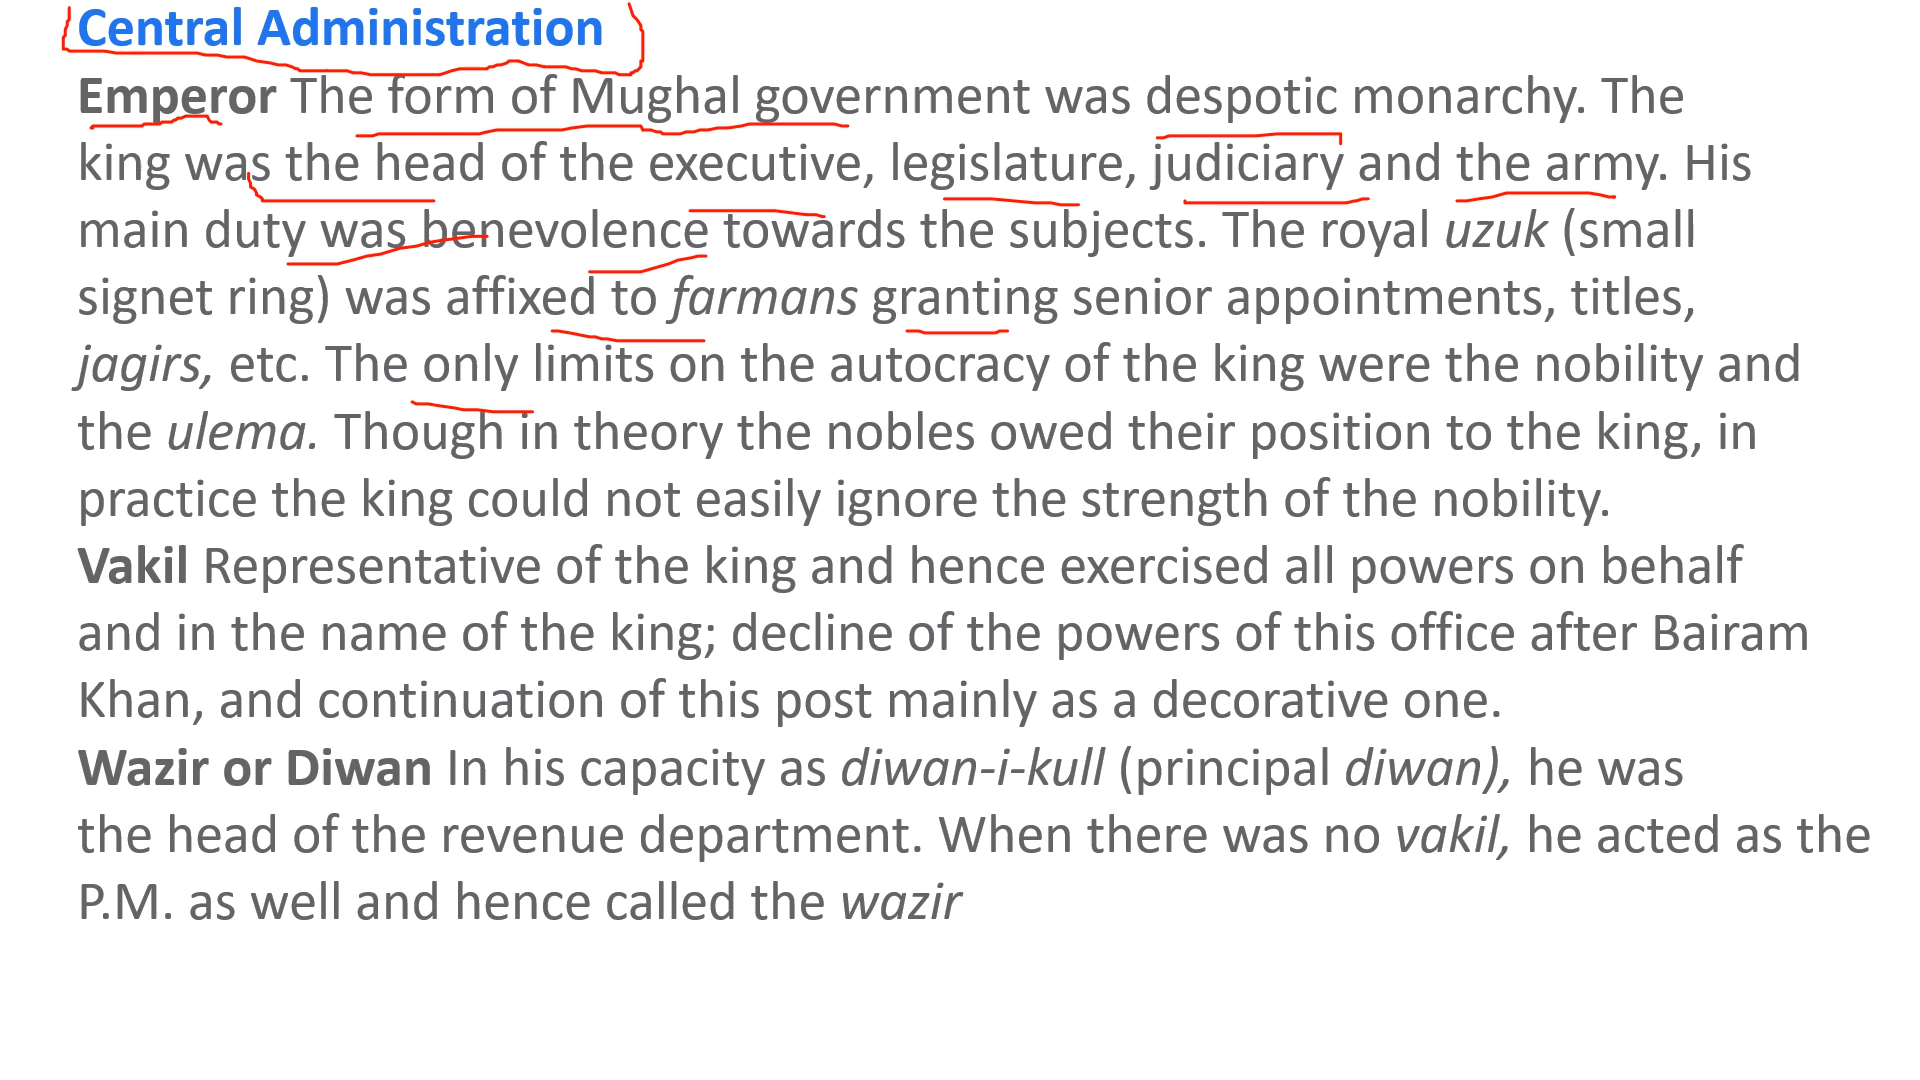 Central Administration
Emperor The form of Mughal government was despotic monarchy. The
king was the head of the executive, legislature, judiciary and the army. His
main duty was benevolence towards the subjects. The royal uzuk (small
signet ring) was affixed to farmans granting senior appointments, titles,
jagirs, etc. The only limits on the autocracy of the king were the nobility and
the ulema. Though in theory the nobles owed their position to the king, in
practice the king could not easily ignore the strength of the nobility.
Vakil Representative of the king and hence exercised all powers on behalf
and in the name of the king; decline of the powers of this office after Bairam
Khan, and continuation of this post mainly as a decorative one.
Wazir or Diwan In his capacity as diwan-i-kull (principal diwan), he was
the head of the revenue department. When there was no vakil, he acted as the
P.M. as well and hence called the wazir